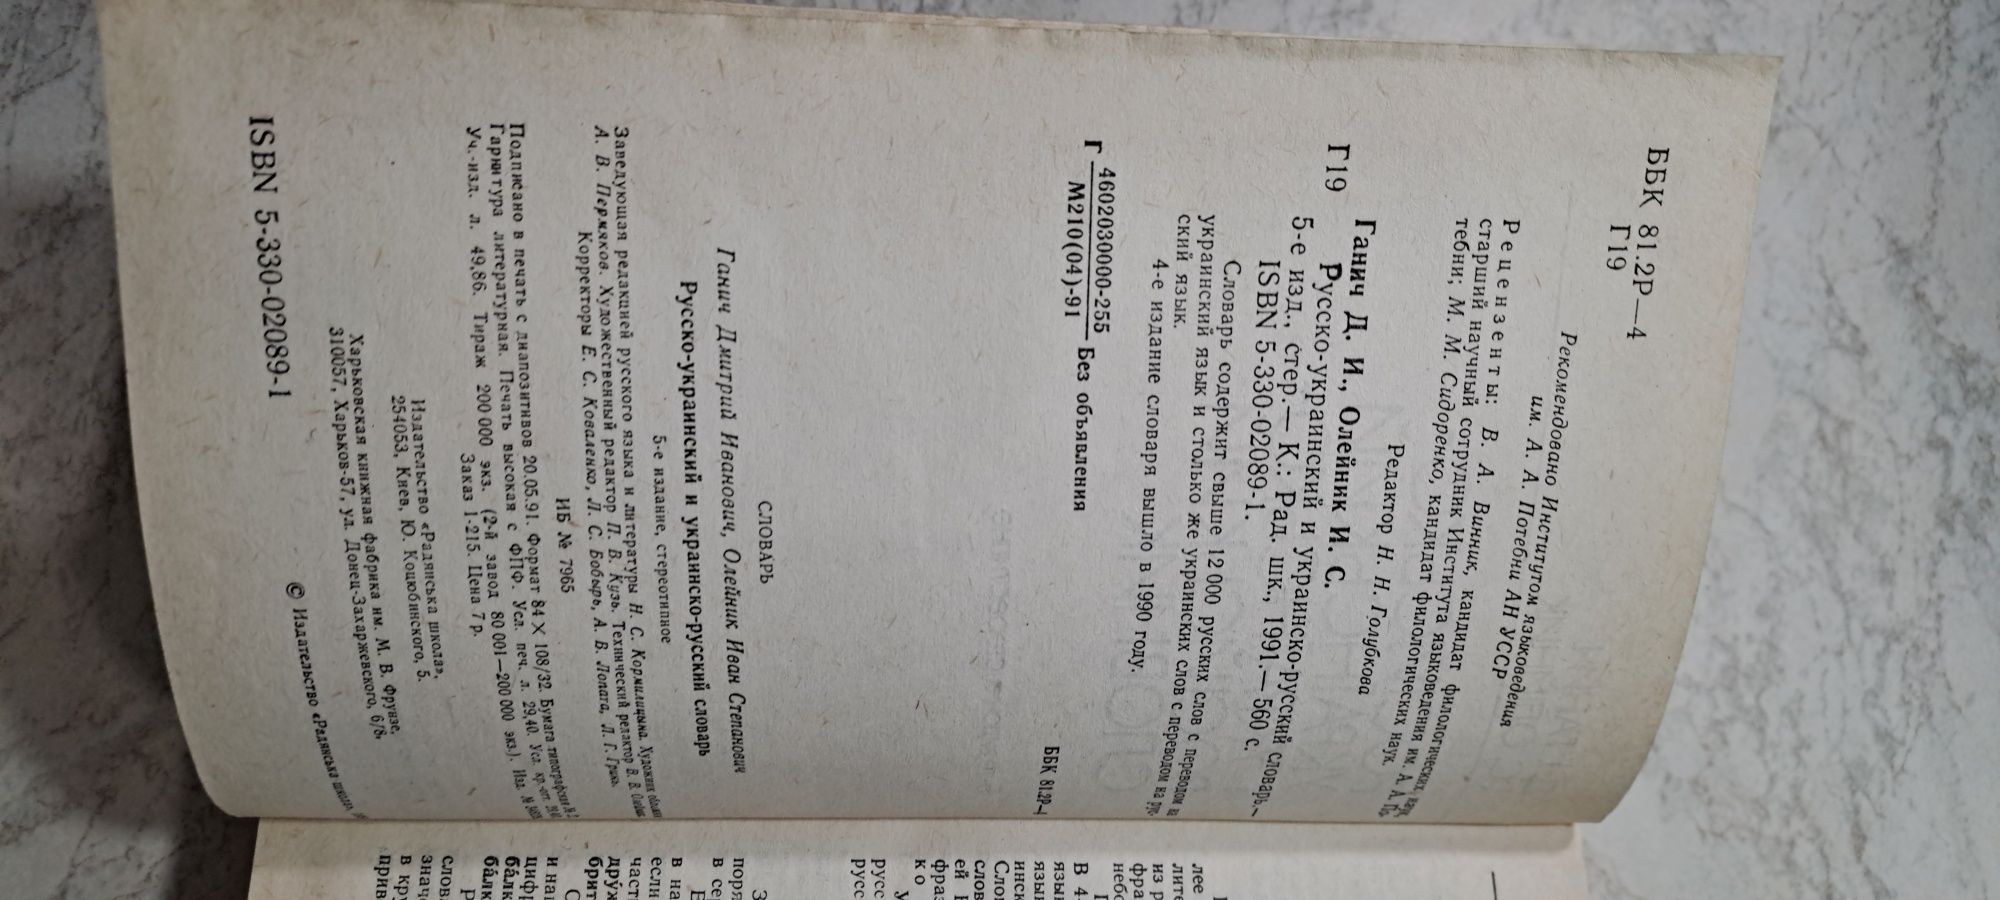 ББК 81.2Р—4
Г19
Рекомендовано Институтом языковедения
им. А. А. Потебни АН УССР
Рецензенты: В. А. Винник, кандидат филологических наук,
старший научный сотрудник Института языковедения им. А. А. По-
тебни; М. М. Сидоренко, кандидат филологических наук.
Редактор Н. Н. Голубкова
Ганич Д. И., Олейник И. С.
Г19 Русско-украинский и украинско-русский словарь.—
5-е изд., стер.— К.: Рад. шк., 1991.— 560 с.
ISBN 5-330-02089-1.
Словарь содержит свыше 12 000 русских слов с переводом на
украинский язык и столько же украинских слов с переводом на рус-
ский язык.
4-е издание словаря вышло в 1990 году.
Г 4602030000-255
М210(04)-91 Без объявления
ББК 81.2Р-4
СЛОВАРЬ
Ганич Дмитрий Иванович, Олейник Иван Степанович
Русско-украинский и украинско-русский словарь
5-е издание, стереотипное
Заведующая редакцией русского языка и литературы Н. С. Кормилицына. Художник обложки
А. В. Пермяков. Художественный редактор П. В. Кузь. Технический редактор В. В.
Корректоры Е. С. Коваленко, Л. С. Бобырь, А. В. Лопата, Л. Г.
ИБ № 7965
Подписано в печать с диапозитивов 20.05.91. Формат 84 X 108/32. Бумага типографская
Гарнитура литературная. Печать высокая с ФПФ. Усл. печ. л. 29,40. Усл. кр.-отт.
Уч.-изд. л. 49,86. Тираж 200 000 экз. (2-й завод 80 001—200 000 экз.). Изд. №
Заказ 1-215. Цена 7 р.
Издательство «Радянська школа»,
254053, Киев, Ю. Коцюбинского, 5.
Харьковская книжная фабрика им. М. В. Фрунзе,
310057, Харьков-57, ул. Донец-Захаржевского, 6/8,
ISBN 5-330-02089-1
© Издательство «Радянська школа»,